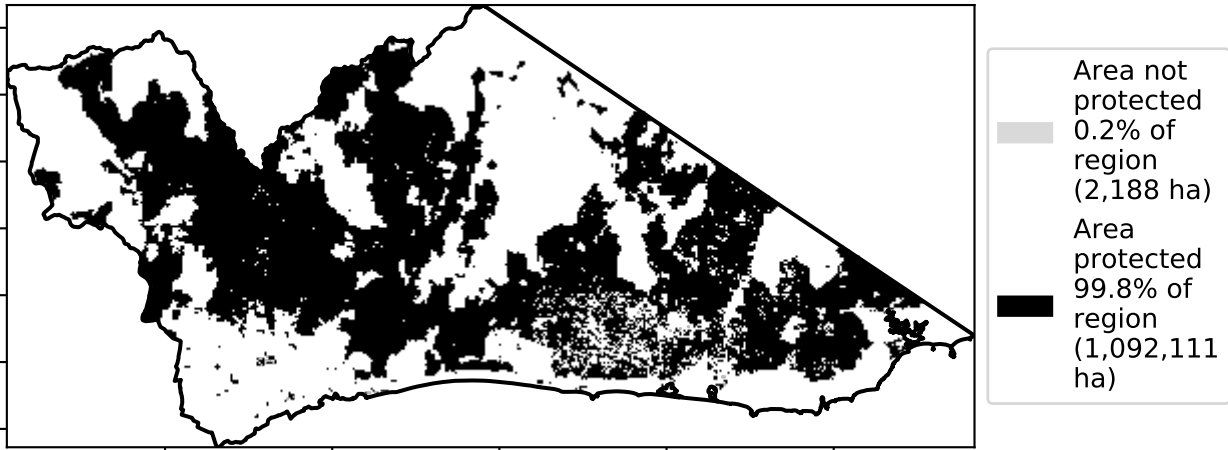 Area not
protected
0.2% of
region
(2,188 ha)
Area
protected
99.8% of
region
(1,092,111
ha)